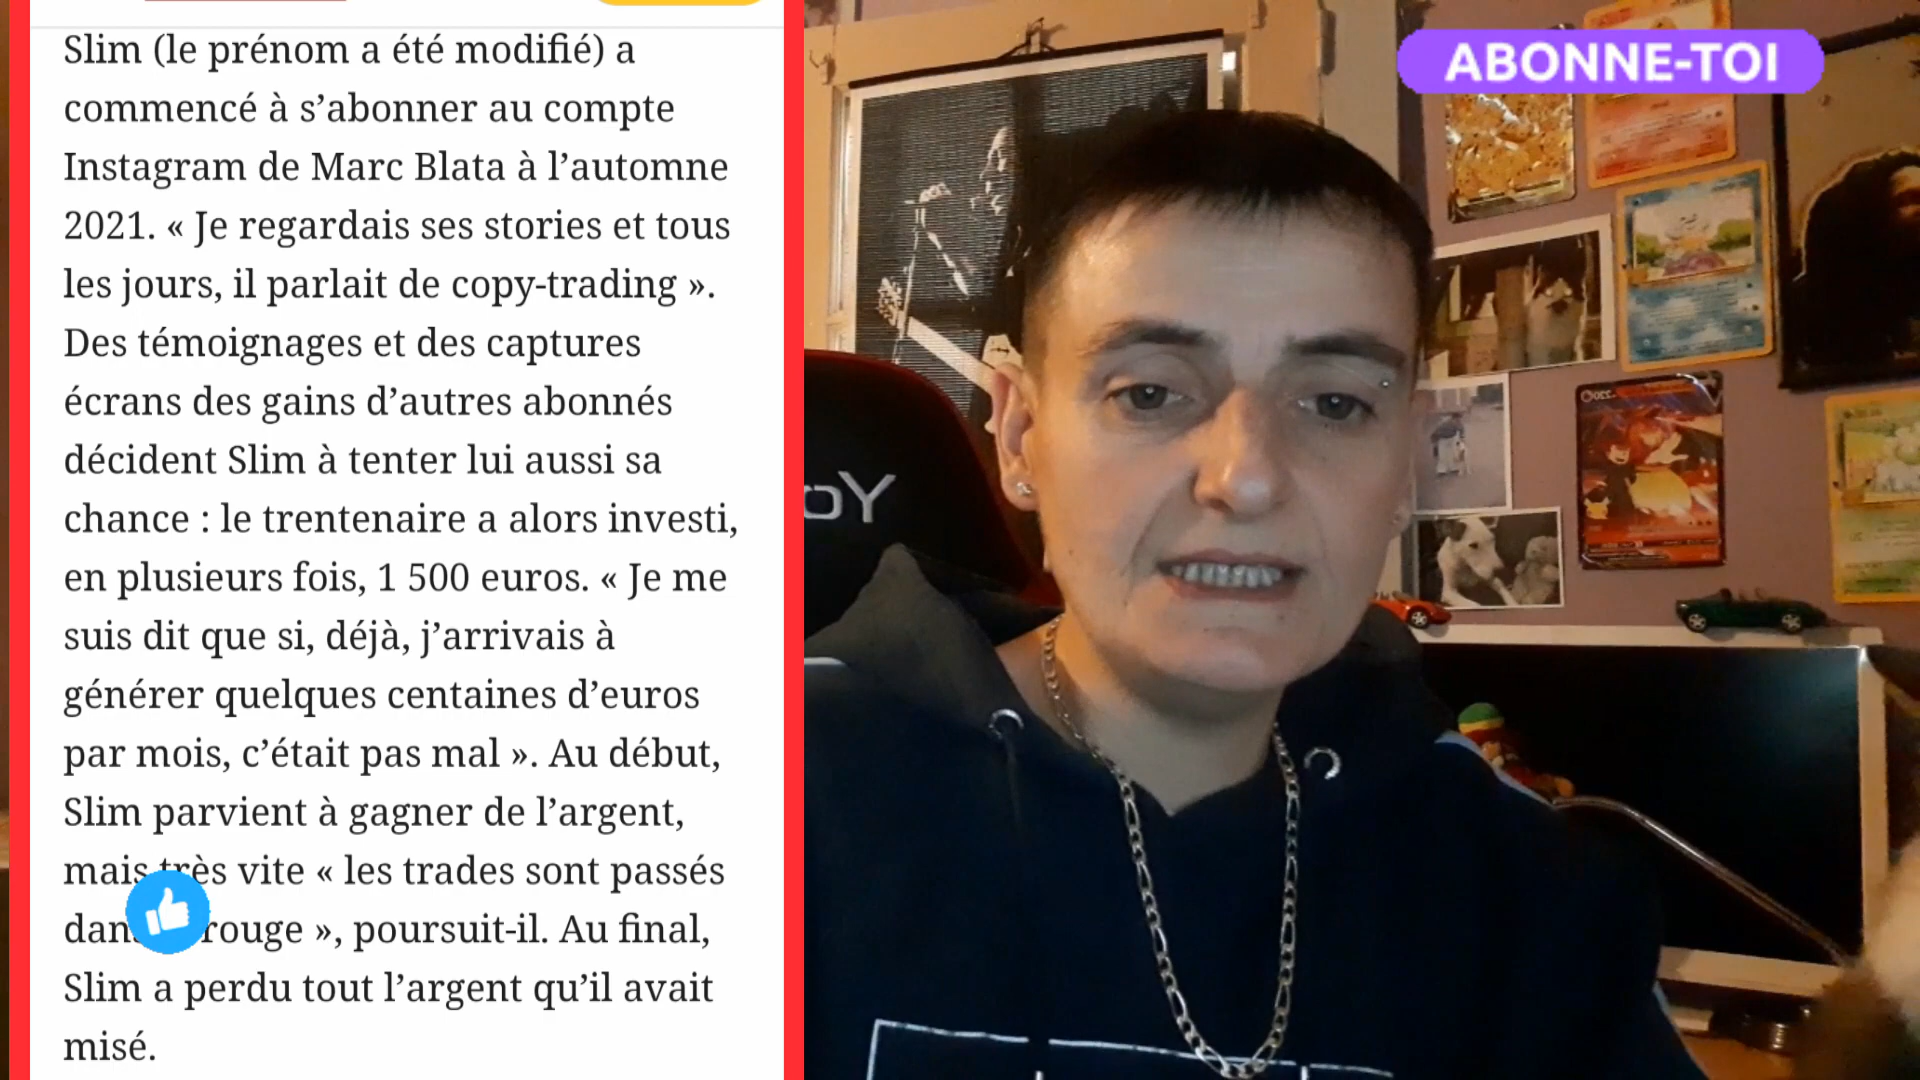 Slim (le prénom a été modifié) a
commencé à s’abonner au compte
Instagram de Marc Blata à l’automne
2021. « Je regardais ses stories et tous
les jours, il parlait de copy-trading ».
Des témoignages et des captures
écrans des gains d’autres abonnés
décident Slim à tenter lui aussi sa
chance : le trentenaire a alors investi,
en plusieurs fois, 1 500 euros. « Je me
suis dit que si, déjà, j’arrivais à
générer quelques centaines d’euros
par mois, c’était pas mal ». Au début,
Slim parvient à gagner de l’argent,
mais très vite « les trades sont passés
dans rouge », poursuit-il. Au final,
Slim a perdu tout l’argent qu’il avait
misé.
ABONNE-TOI